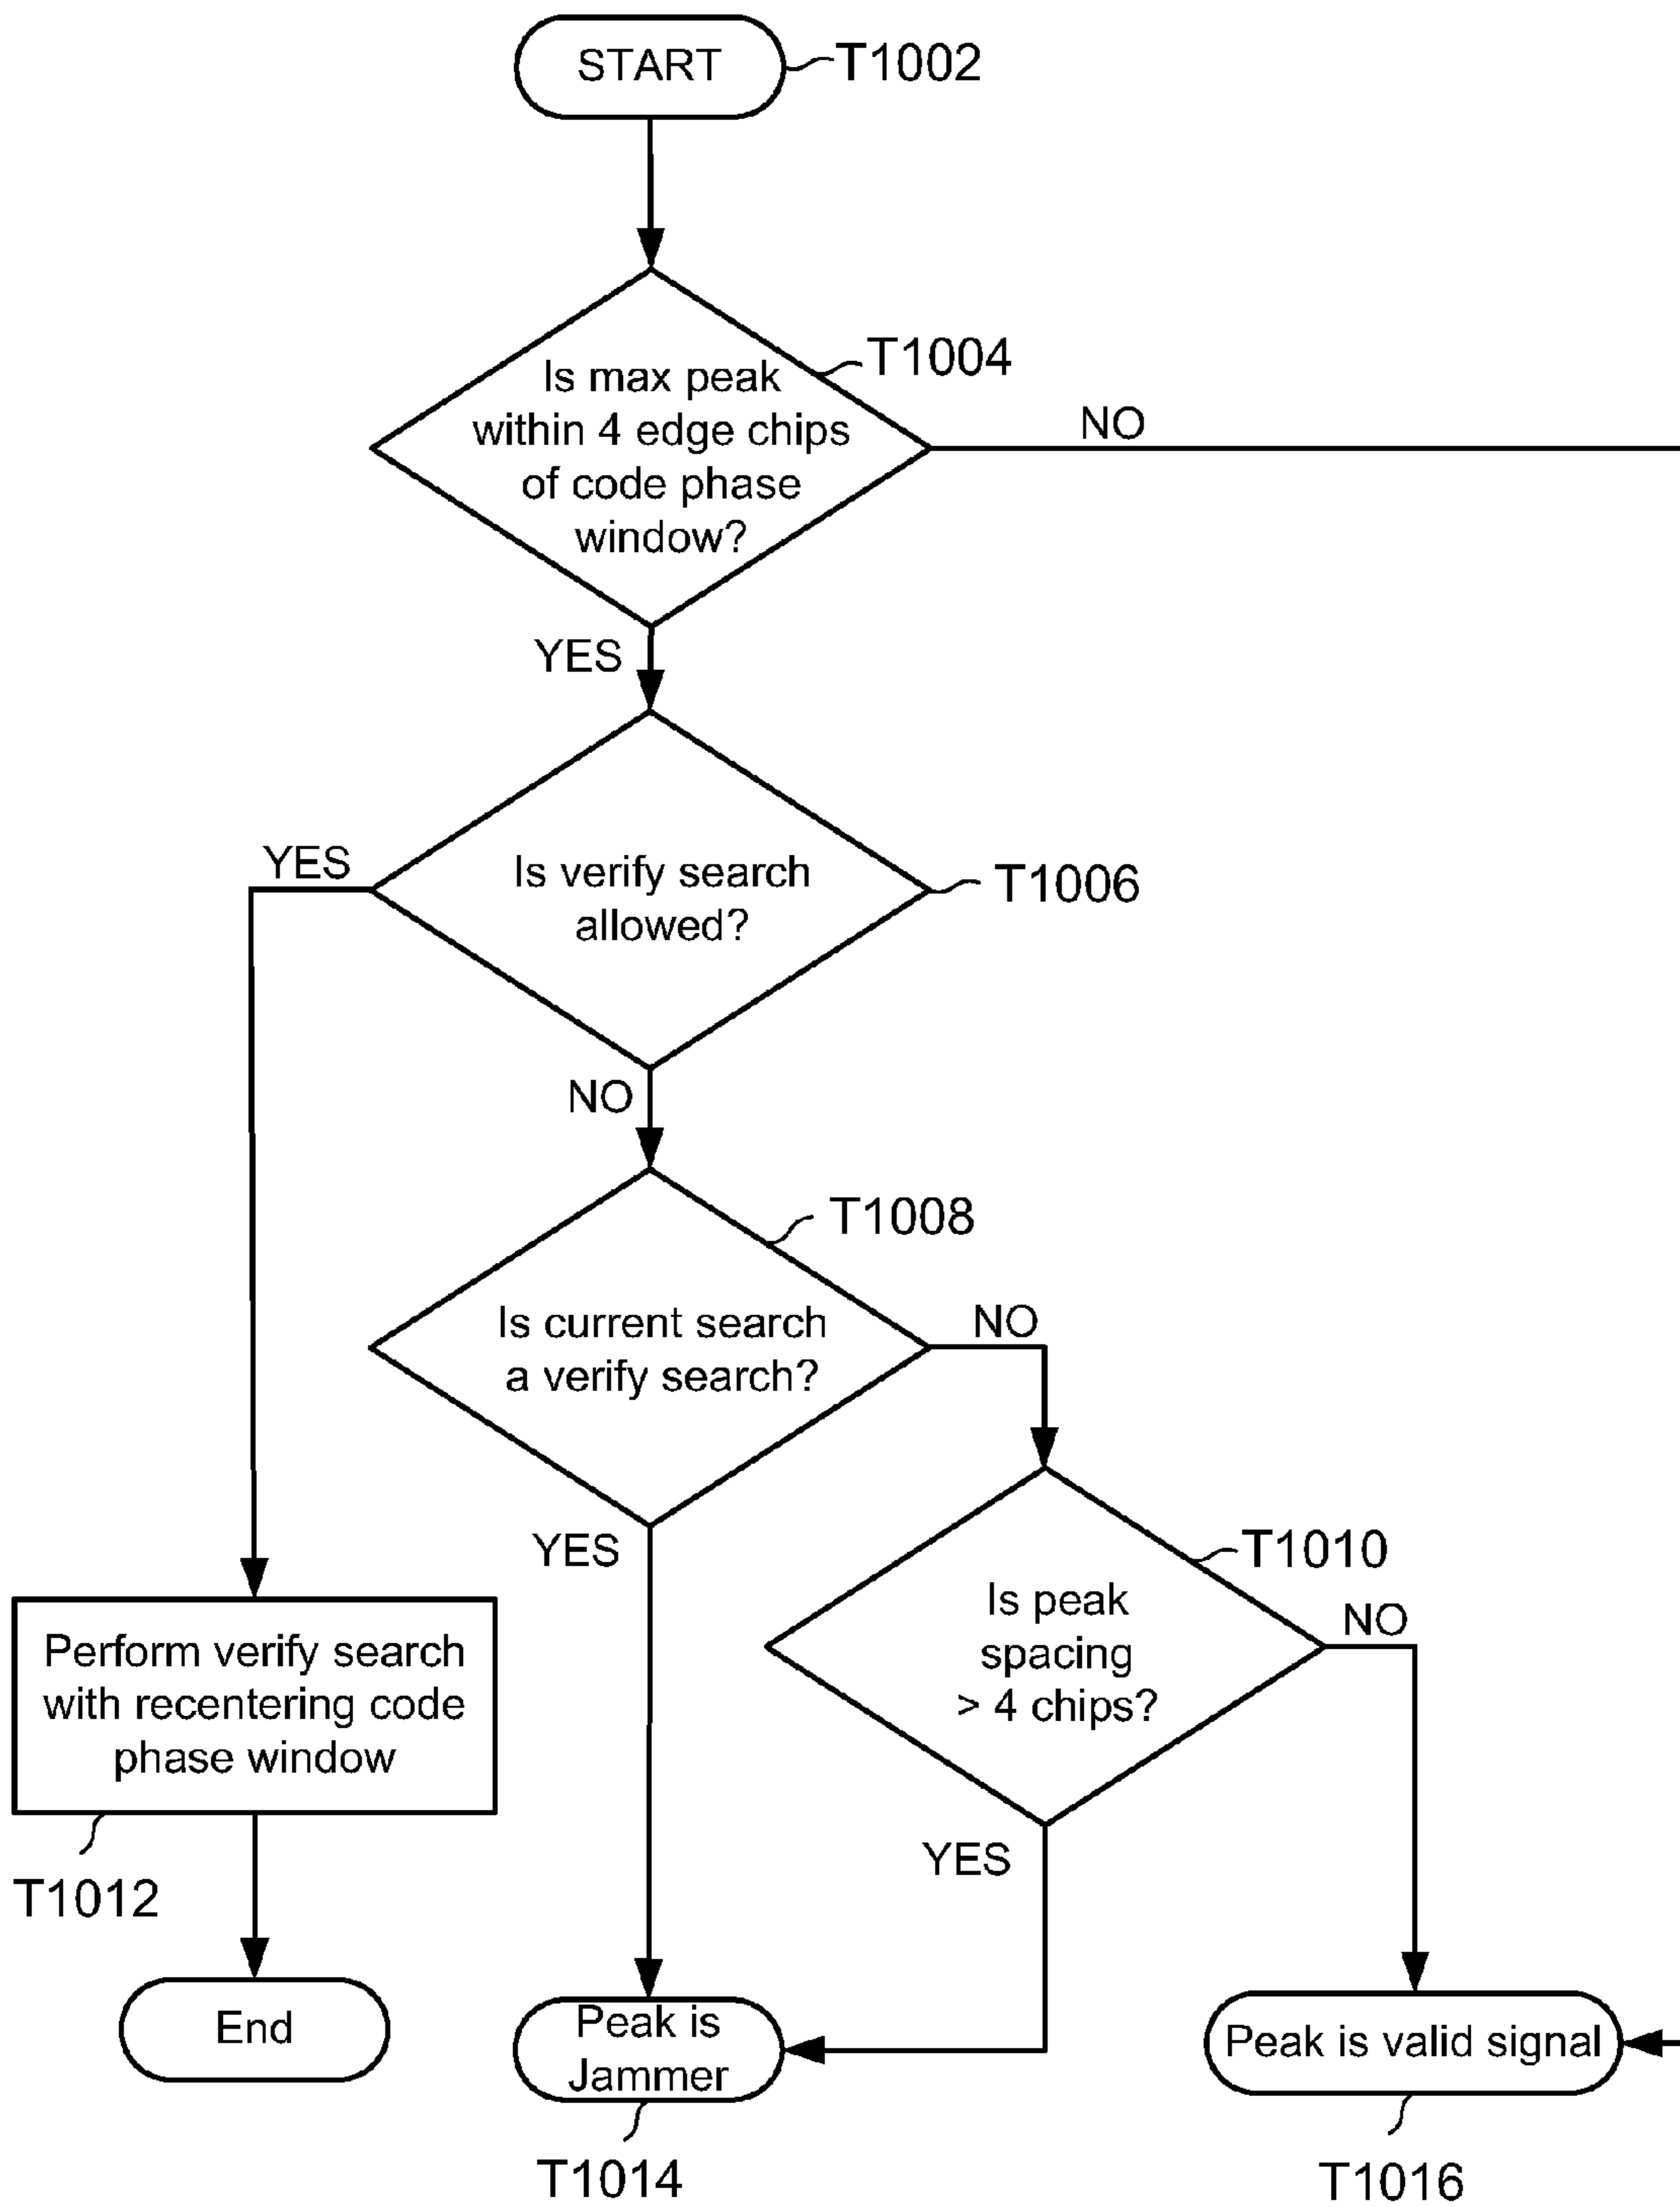 START
T1002
T1004
Is max peak
within 4 edge chips
of code phase
window?
NO
YES
YES
Is verify search
allowed?
T1006
NO
T1008
Is current search
a verify search?
NO
YES
T1010
Is peak
spacing
> 4 chips?
NO
YES
Perform verify search
with recentering code
phase window
T1012
End
Peak is
Jammer
T1014
Peak is valid signal
T1016